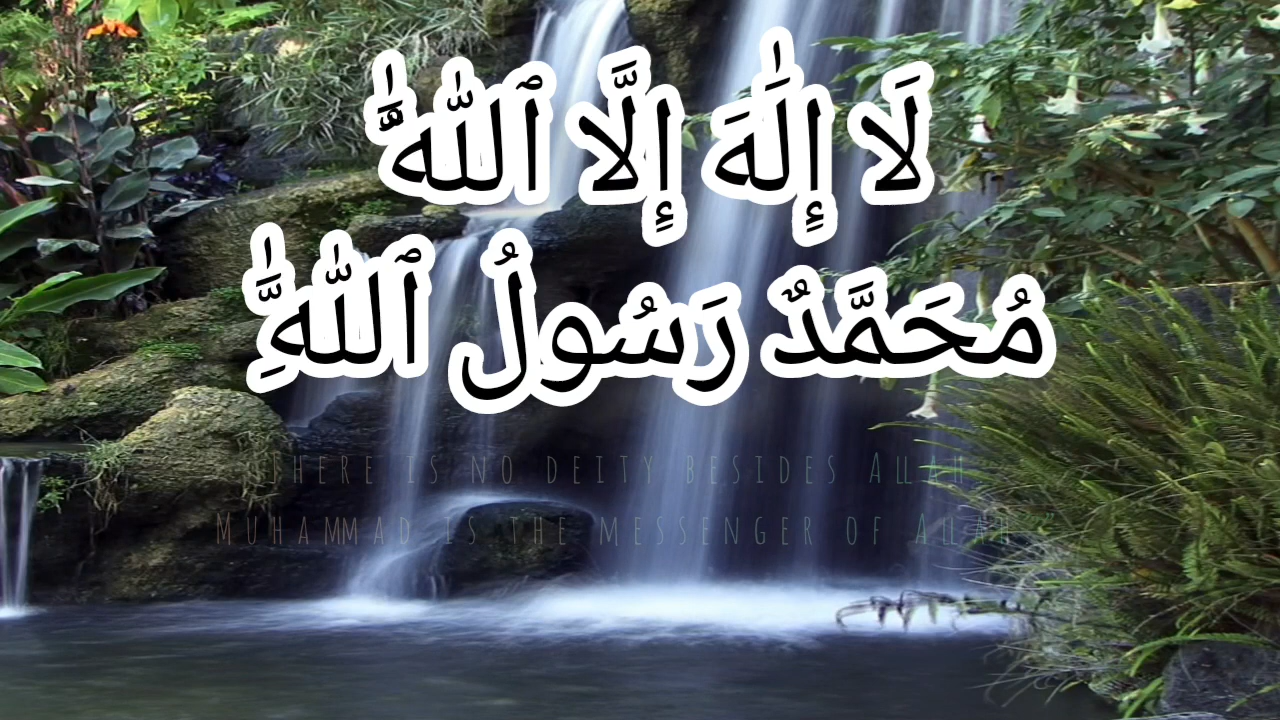 لَا إِلَٰهَ إِلَّا ٱللَّٰهُ
مُحَمَّدٌ رَسُولُ ٱللَّٰهِ
There is no deity besides Allah
Muhammad is the messenger of Allah